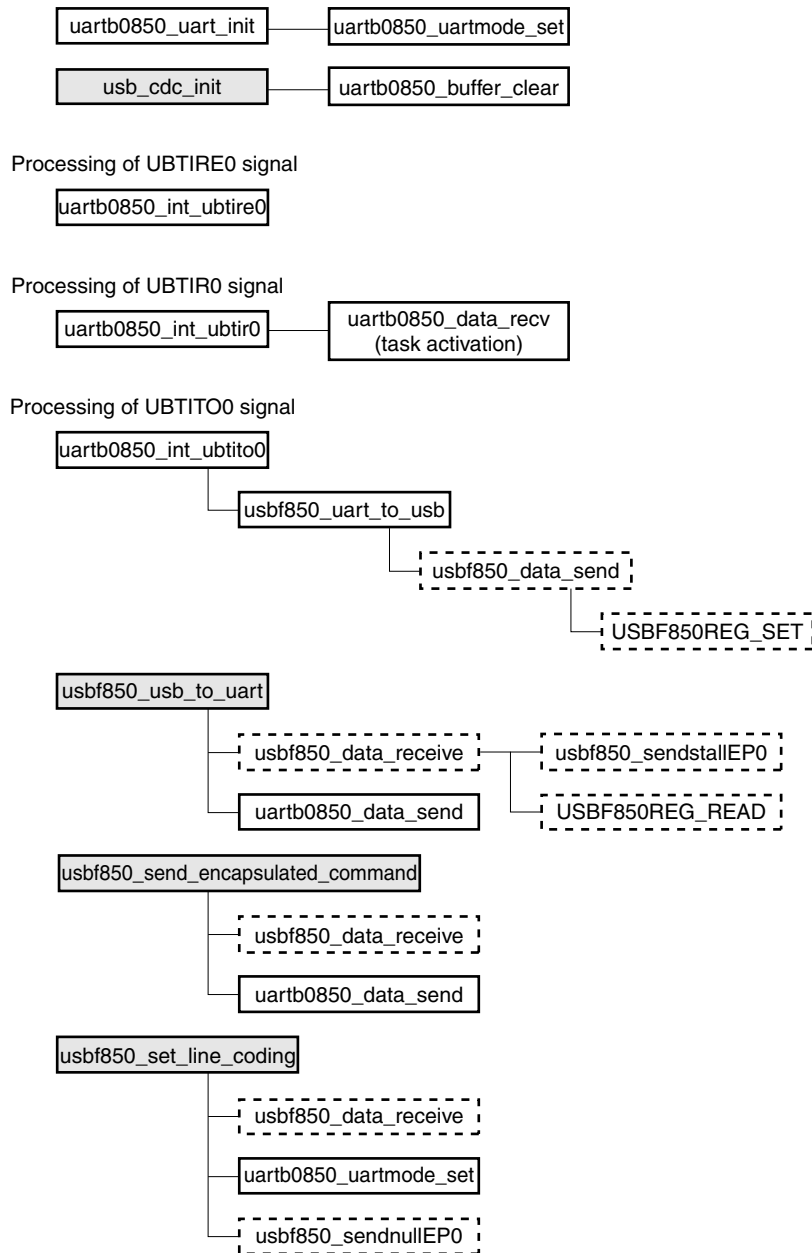 uartb0850_uart_init
uartb0850_uartmode_set
usb_cdc_init
uartb0850_buffer_clear
Processing of UBTIRE0 signal
uartb0850_int_ubtire0
Processing of UBTIR0 signal
uartb0850_int_ubtir0
uartb0850_data_recv
(task activation)
Processing of UBTITO0 signal
uartb0850_int_ubtito0
usbf850_uart_to_usb
usbf850_data_send
USBF850REG_SET
usbf850_usb_to_uart
usbf850_data_receive
usbf850_sendstallEP0
uartb0850_data_send
USBF850REG_READ
usbf850_send_encapsulated_command
usbf850_data_receive
uartb0850_data_send
usbf850_set_line_coding
usbf850_data_receive
uartb0850_uartmode_set
usbf850_sendnullEP0